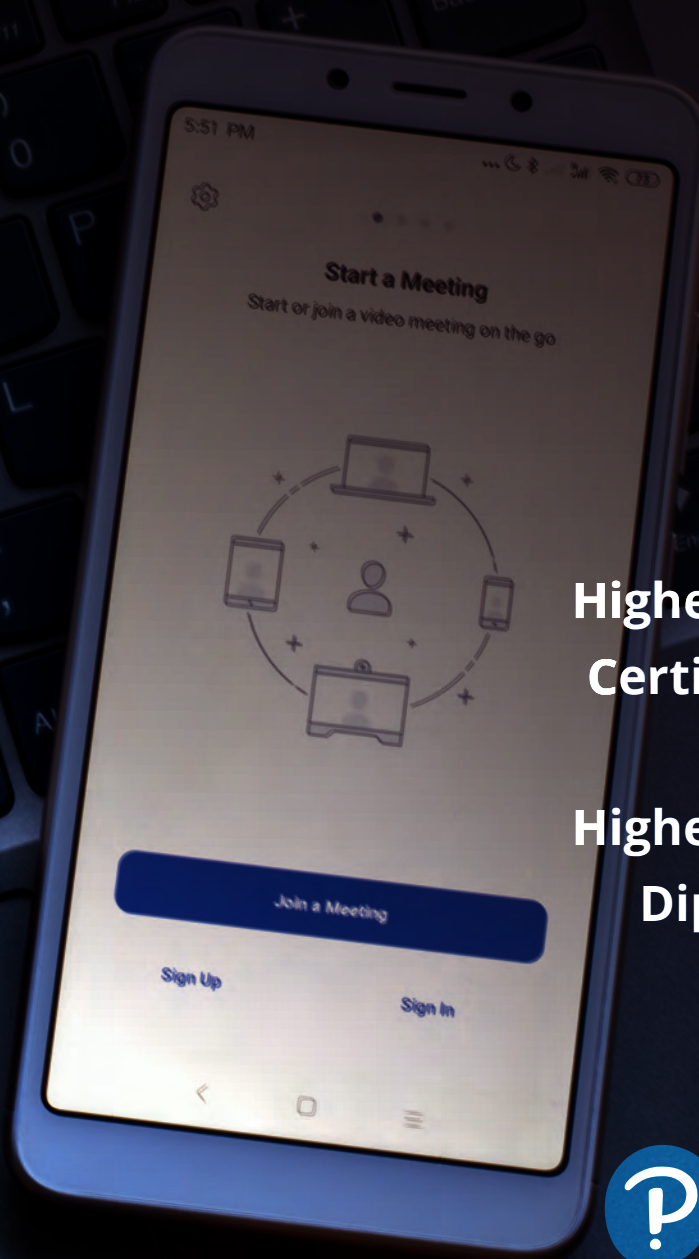 5:51 PM
Start a Meeting
Start or join a video meeting on the go
Highe
Certi
Highe
Dip
Join a Meeting
Sign Up
Sign In
0
P
L